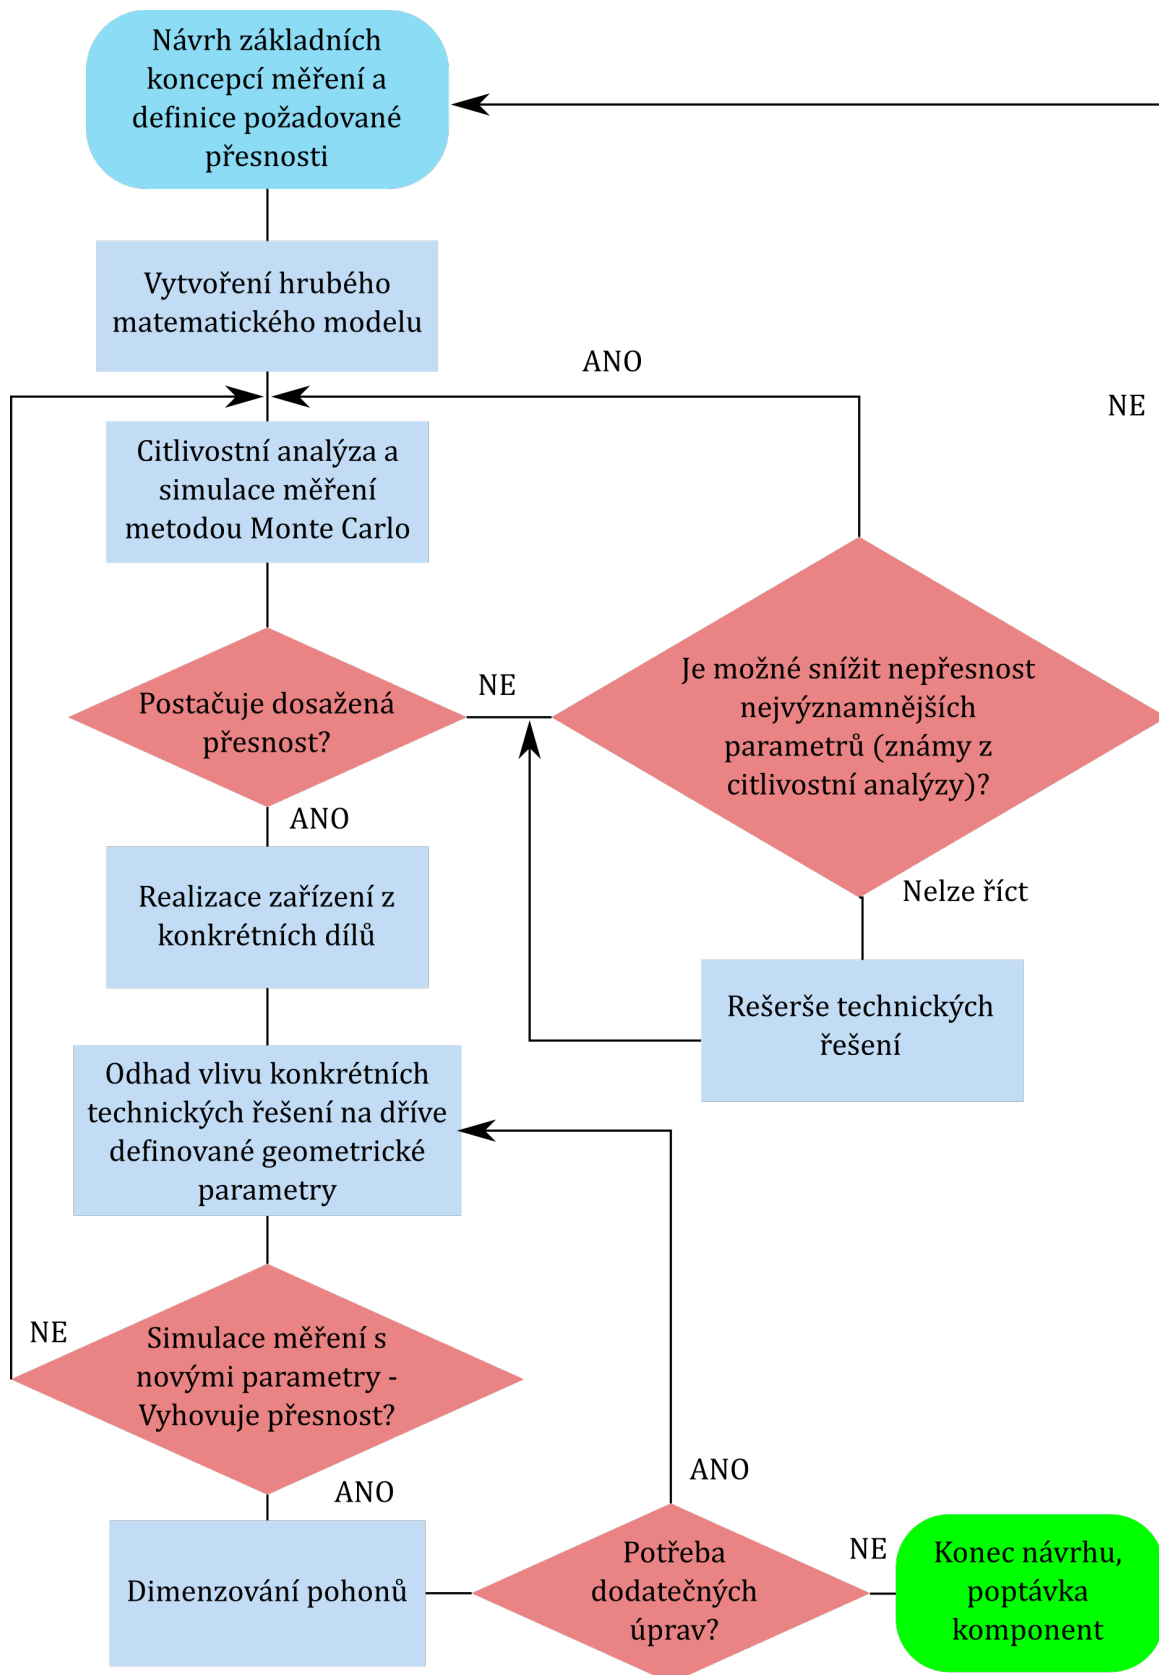 Návrh základních
koncepcí měření a
definice požadované
přesnosti
Vytvoření hrubého
matematického modelu
ANO
NE
Citlivostní analýza a
simulace měření
metodou Monte Carlo
Postačuje dosažená
přesnost?
NE
Je možné snížit nepřesnost
nejvýznamnějších
parametrů (známy z
citlivostní analýzy)?
ANO
Nelze říct
Realizace zařízení z
konkrétních dílů
Rešerše technických
řešení
Odhad vlivu konkrétních
technických řešení na dříve
definované geometrické
parametry
NE
Simulace měření s
novými parametry -
Vyhovuje přesnost?
ANO
ANO
Dimenzování pohonů
Potřeba
dodatečných
úprav?
NE
Konec návrhu,
poptávka
komponent